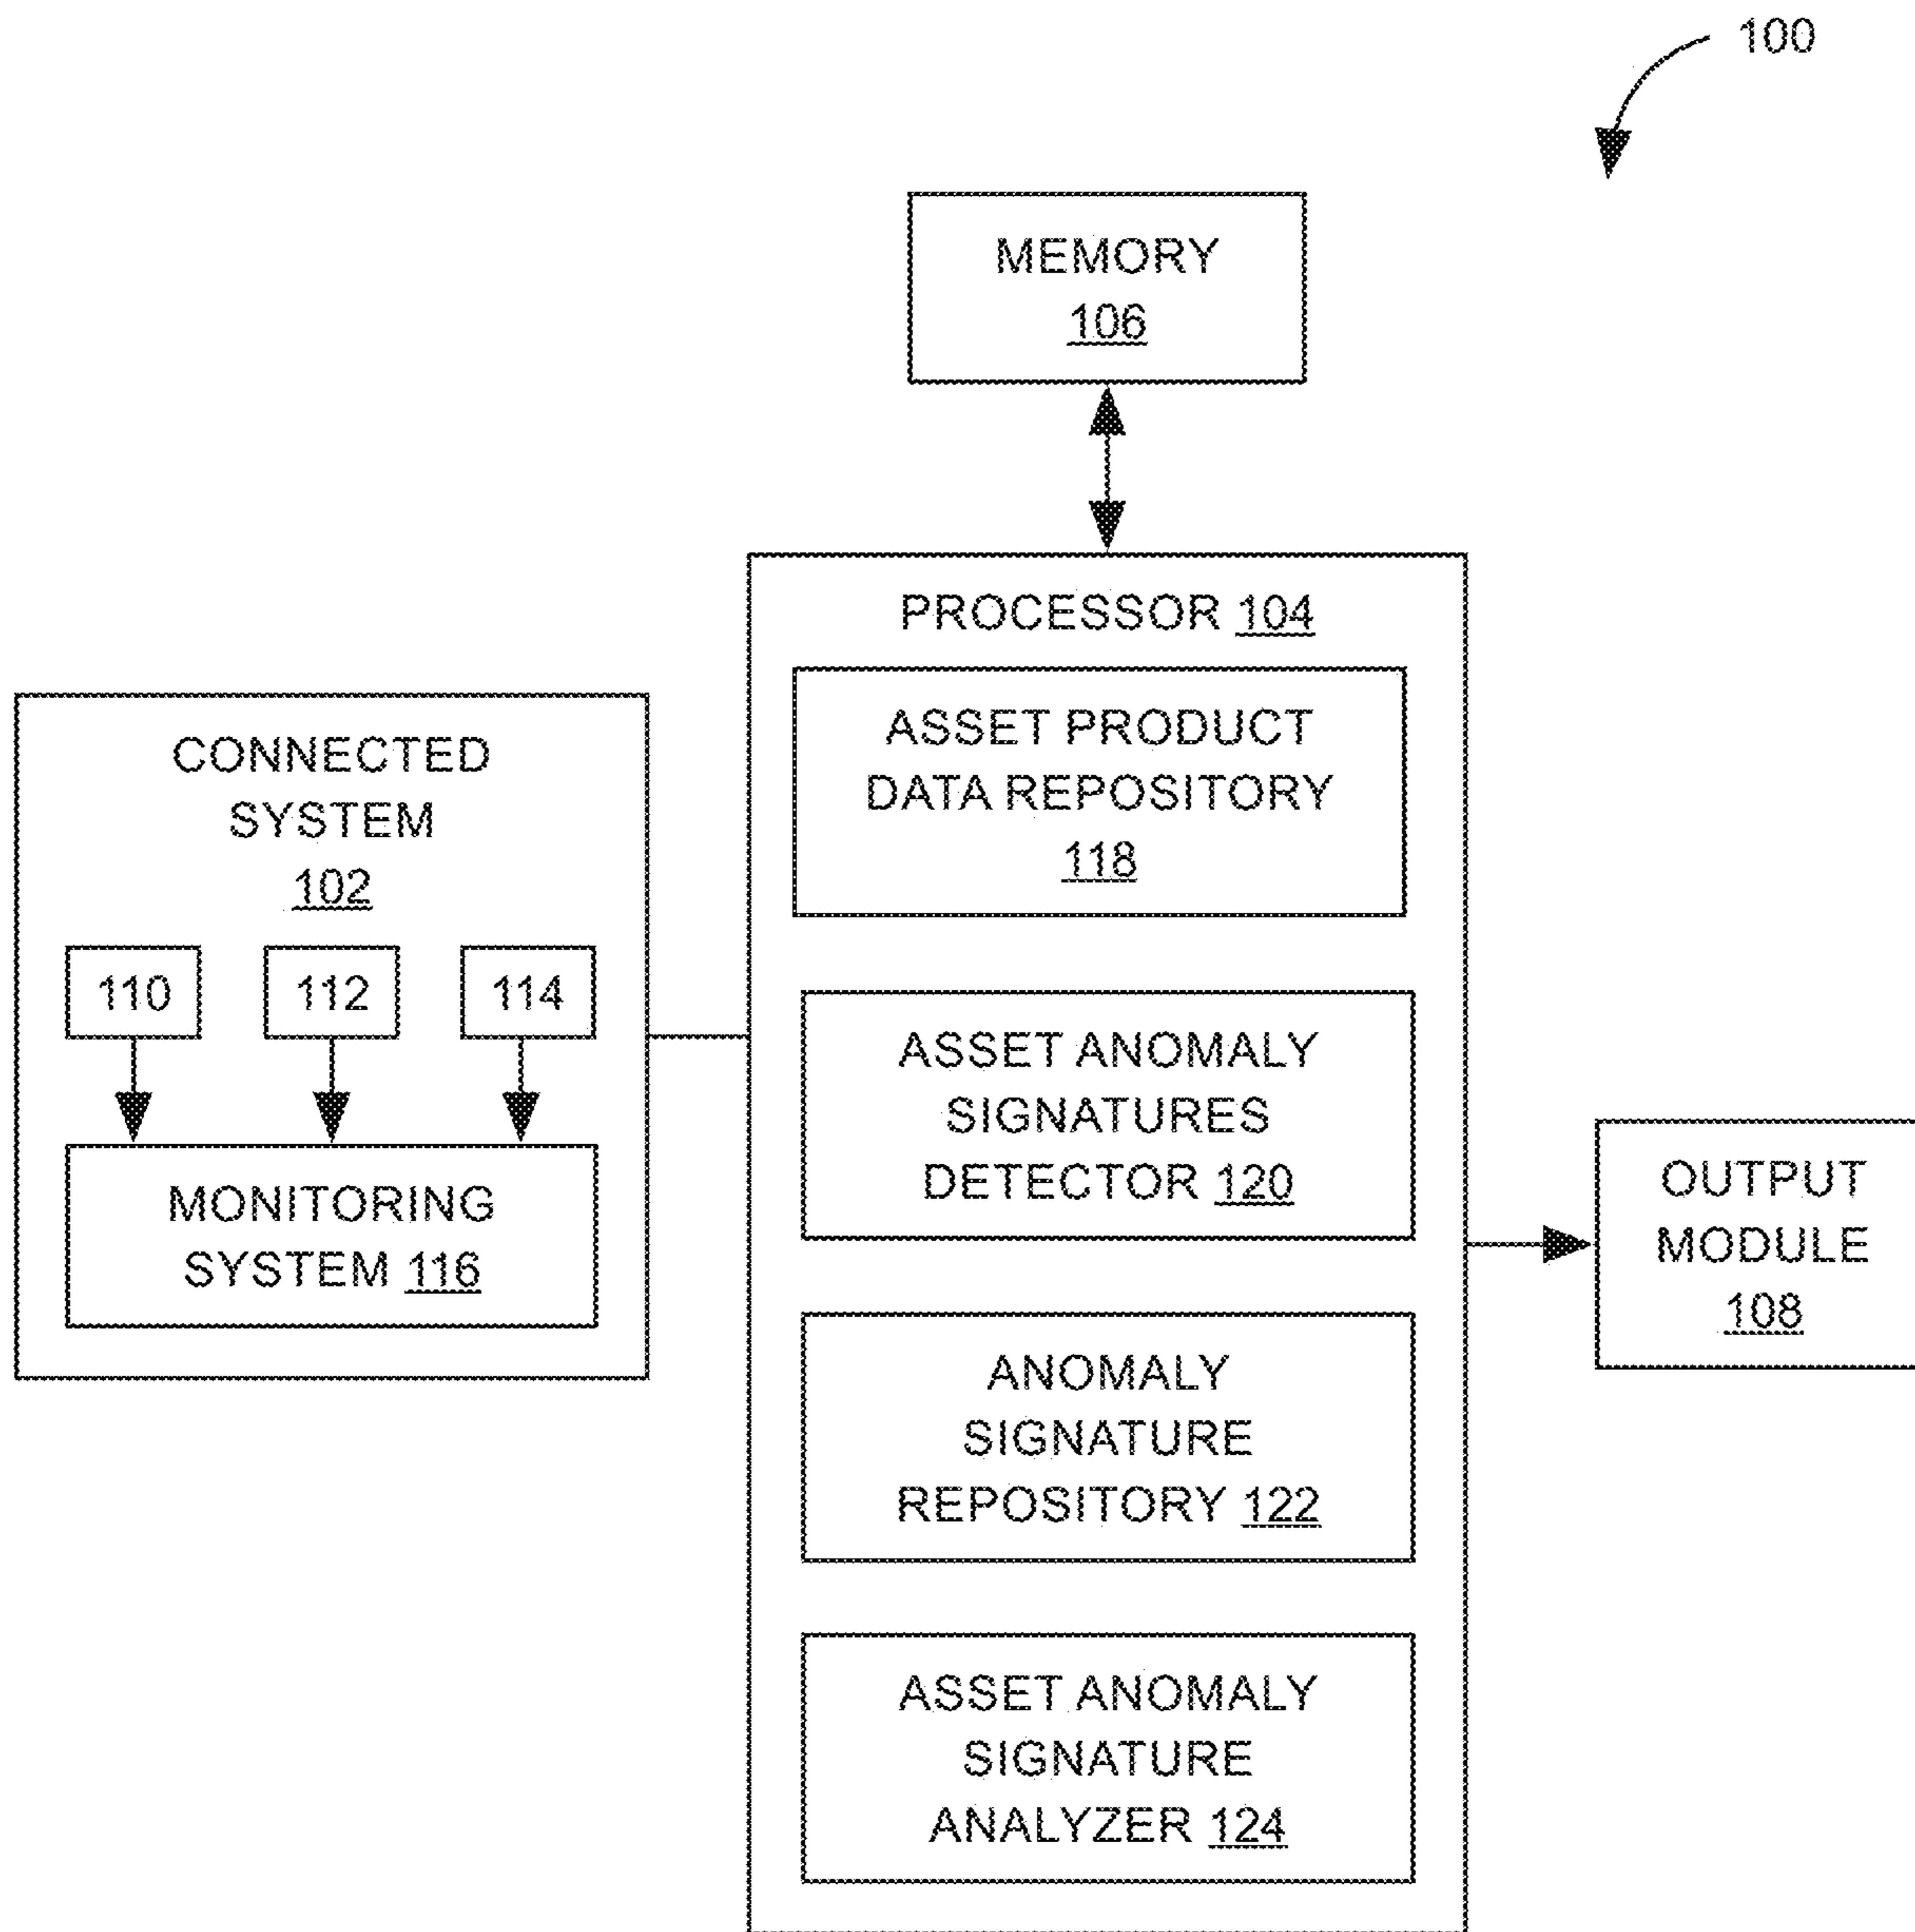 100
MEMORY
106
PROCESSOR 104
ASSET PRODUCT
DATA REPOSITORY
118
CONNECTED
SYSTEM
102
110 112 114
MONITORING
SYSTEM 116
ASSET ANOMALY
SIGNATURES
DETECTOR 120
ANOMALY
SIGNATURE
REPOSITORY 122
ASSET ANOMALY
SIGNATURE
ANALYZER 124
OUTPUT
MODULE
108